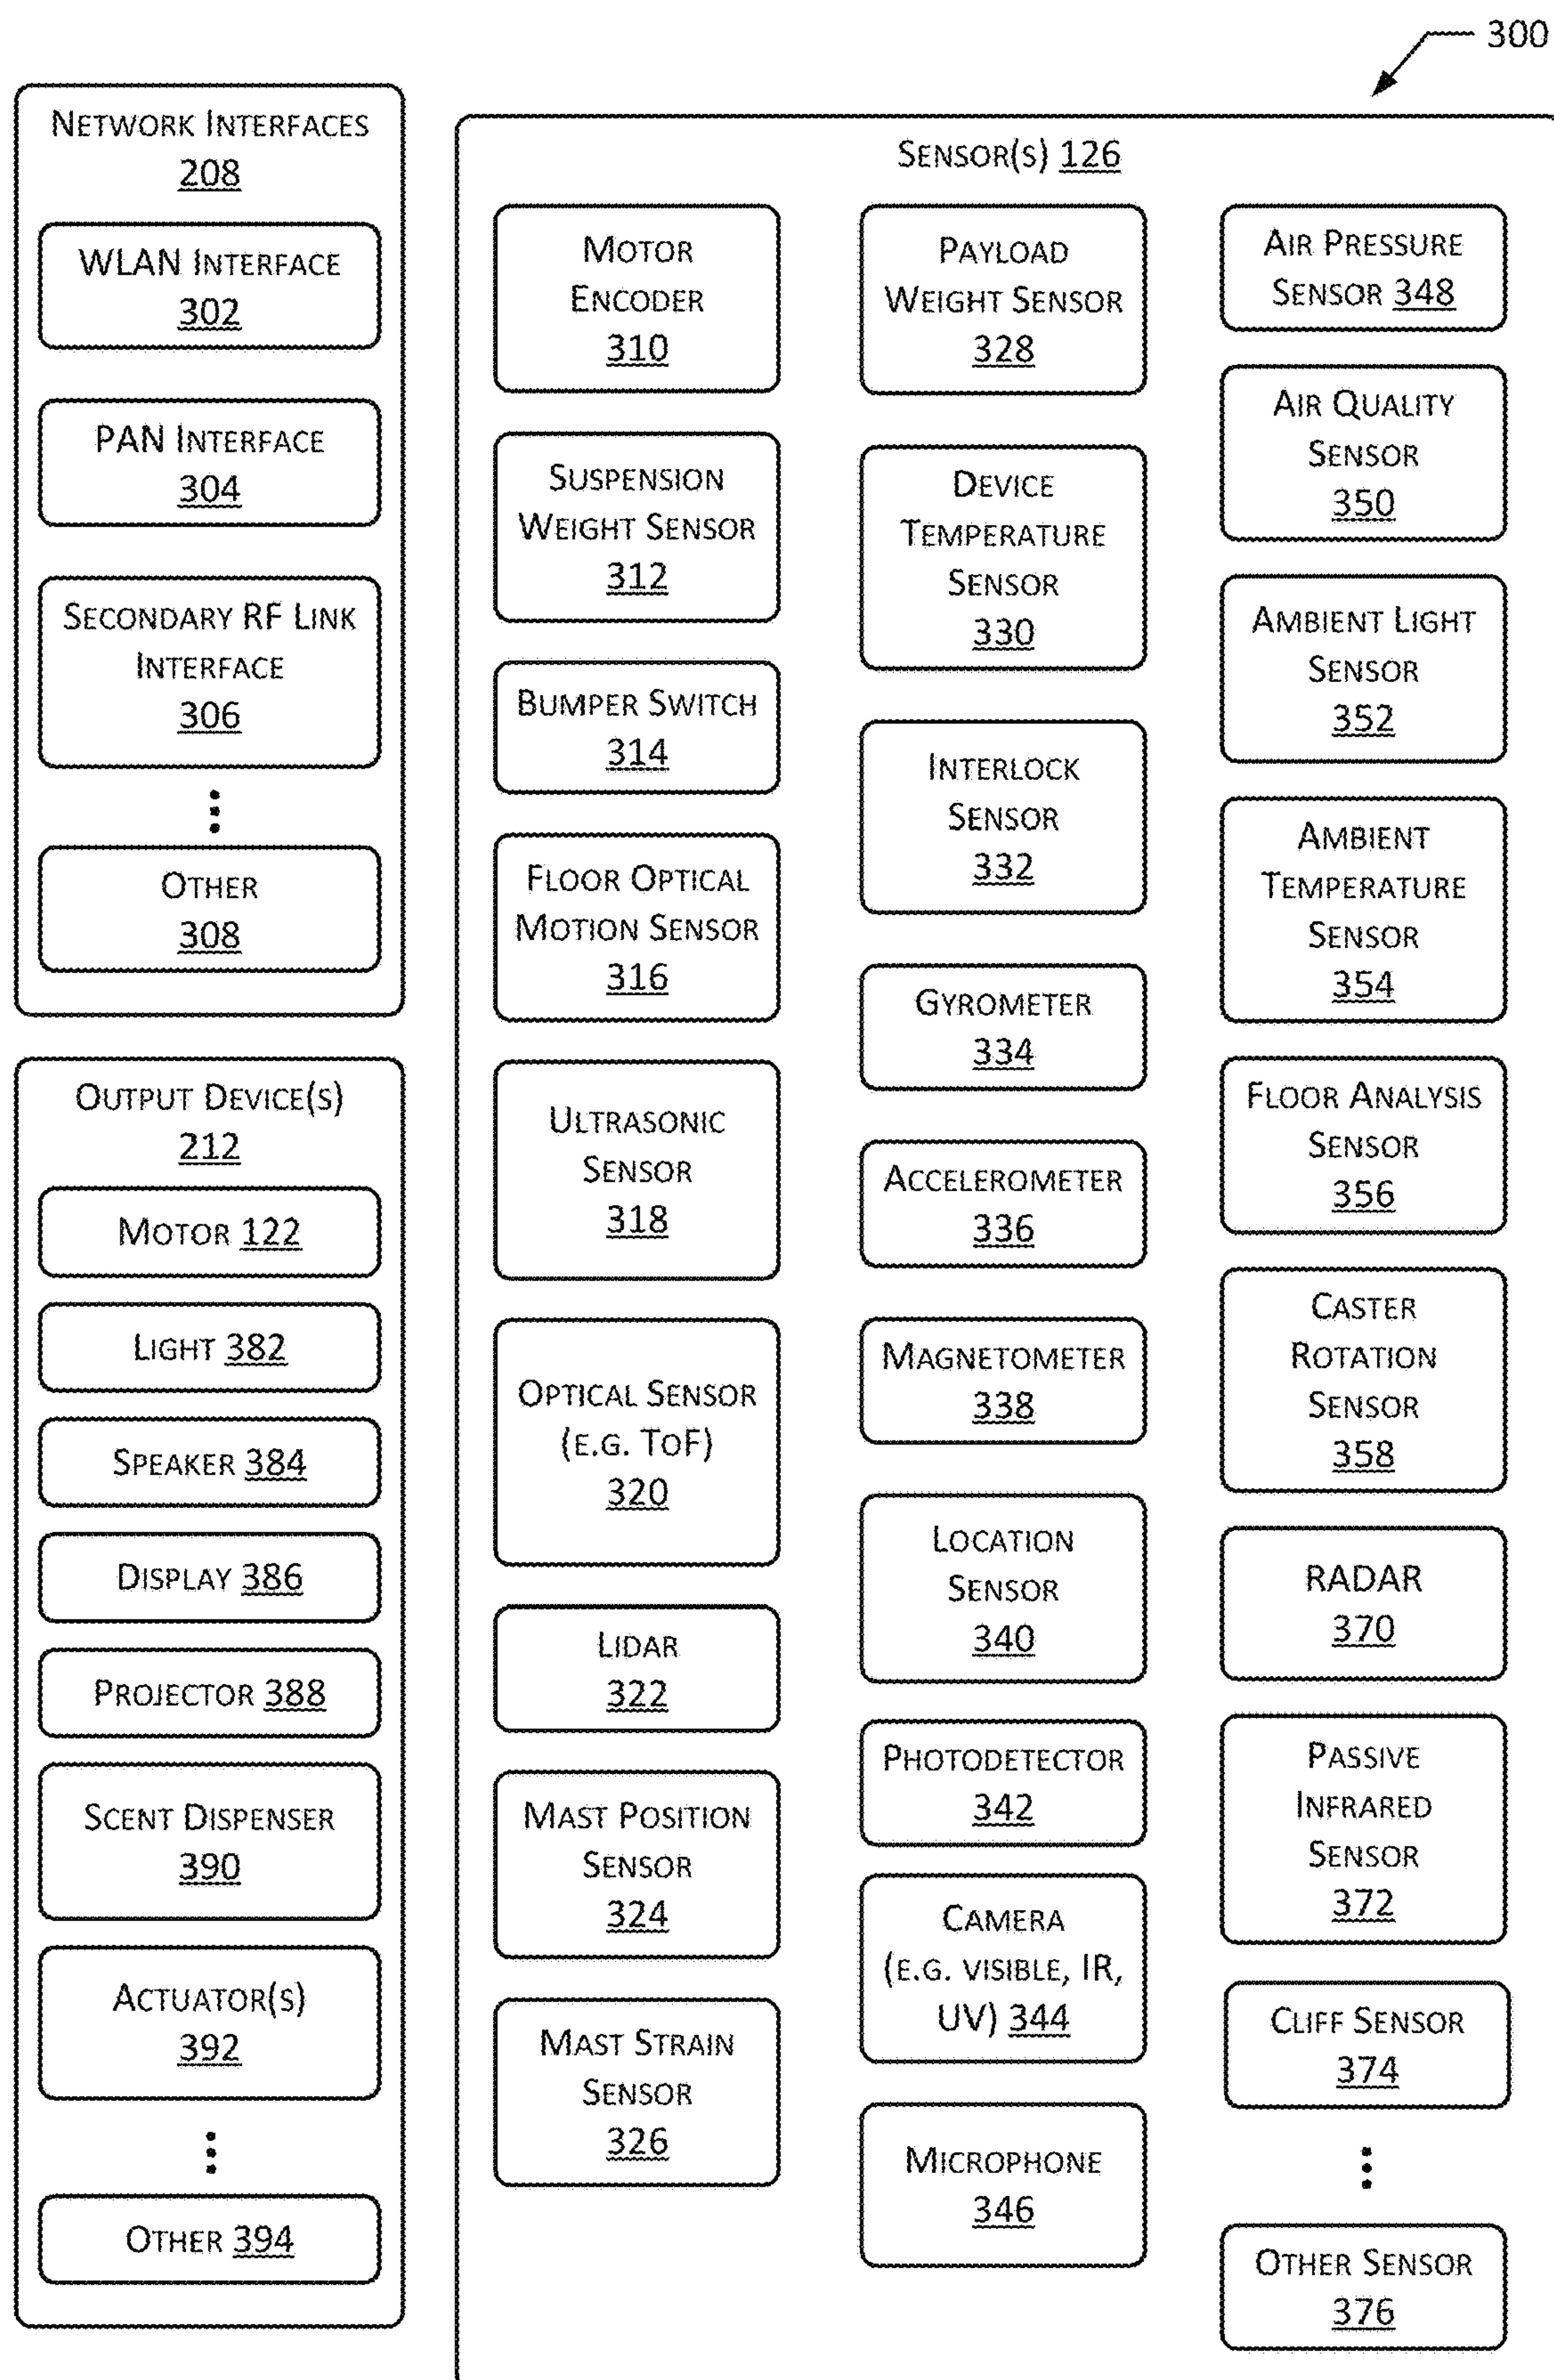 300
Network Interfaces
208
WLAN Interface
302
PAN Interface
304
Secondary RF Link
Interface
306
Other
308
Output Device(s)
212
Motor 122
Light 382
Speaker 384
Display 386
Projector 388
Scent Dispenser
390
Actuator(s)
392
Other 394
Sensor(s) 126
Motor
Encoder
310
Suspension
Weight Sensor
312
Bumper Switch
314
Floor Optical
Motion Sensor
316
Ultrasonic
Sensor
318
Optical Sensor
(e.g. ToF)
320
Lidar
322
Mast Position
Sensor
324
Mast Strain
Sensor
326
Payload
Weight Sensor
328
Device
Temperature
Sensor
330
Interlock
Sensor
332
Gyrometer
334
Accelerometer
336
Magnetometer
338
Location
Sensor
340
Photodetector
342
Camera
(e.g. visible, IR,
UV) 344
Microphone
346
Air Pressure
Sensor 348
Air Quality
Sensor
350
Ambient Light
Sensor
352
Ambient
Temperature
Sensor
354
Floor Analysis
Sensor
356
Caster
Rotation
Sensor
358
RADAR
370
Passive
Infrared
Sensor
372
Cliff Sensor
374
Other Sensor
376